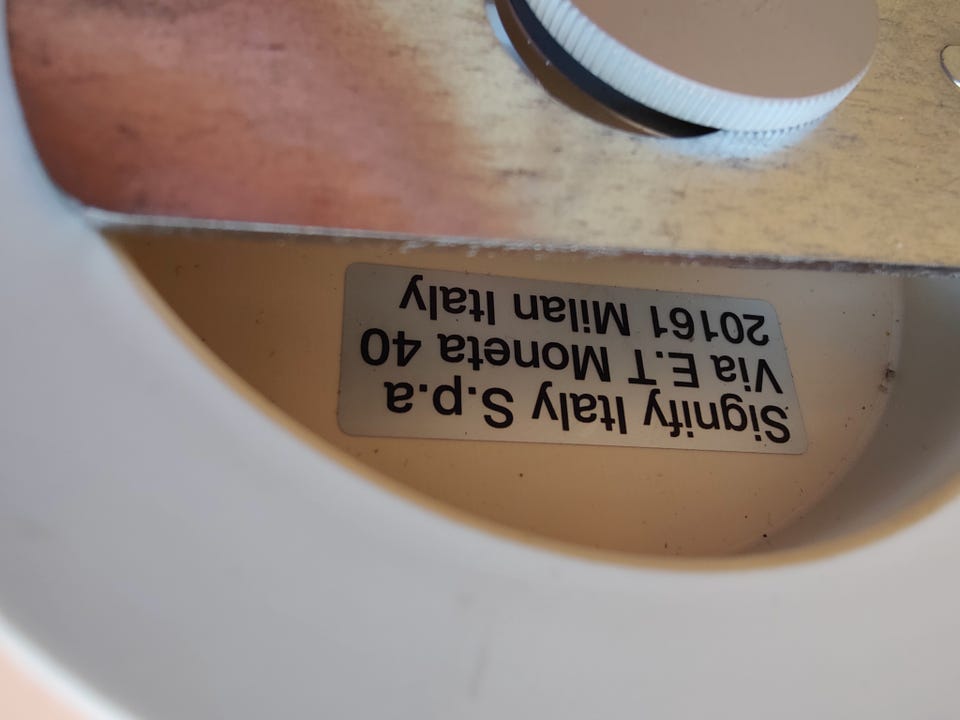 Signify Italy S.p.a
Via E.T Moneta 40
20161 Milan Italy